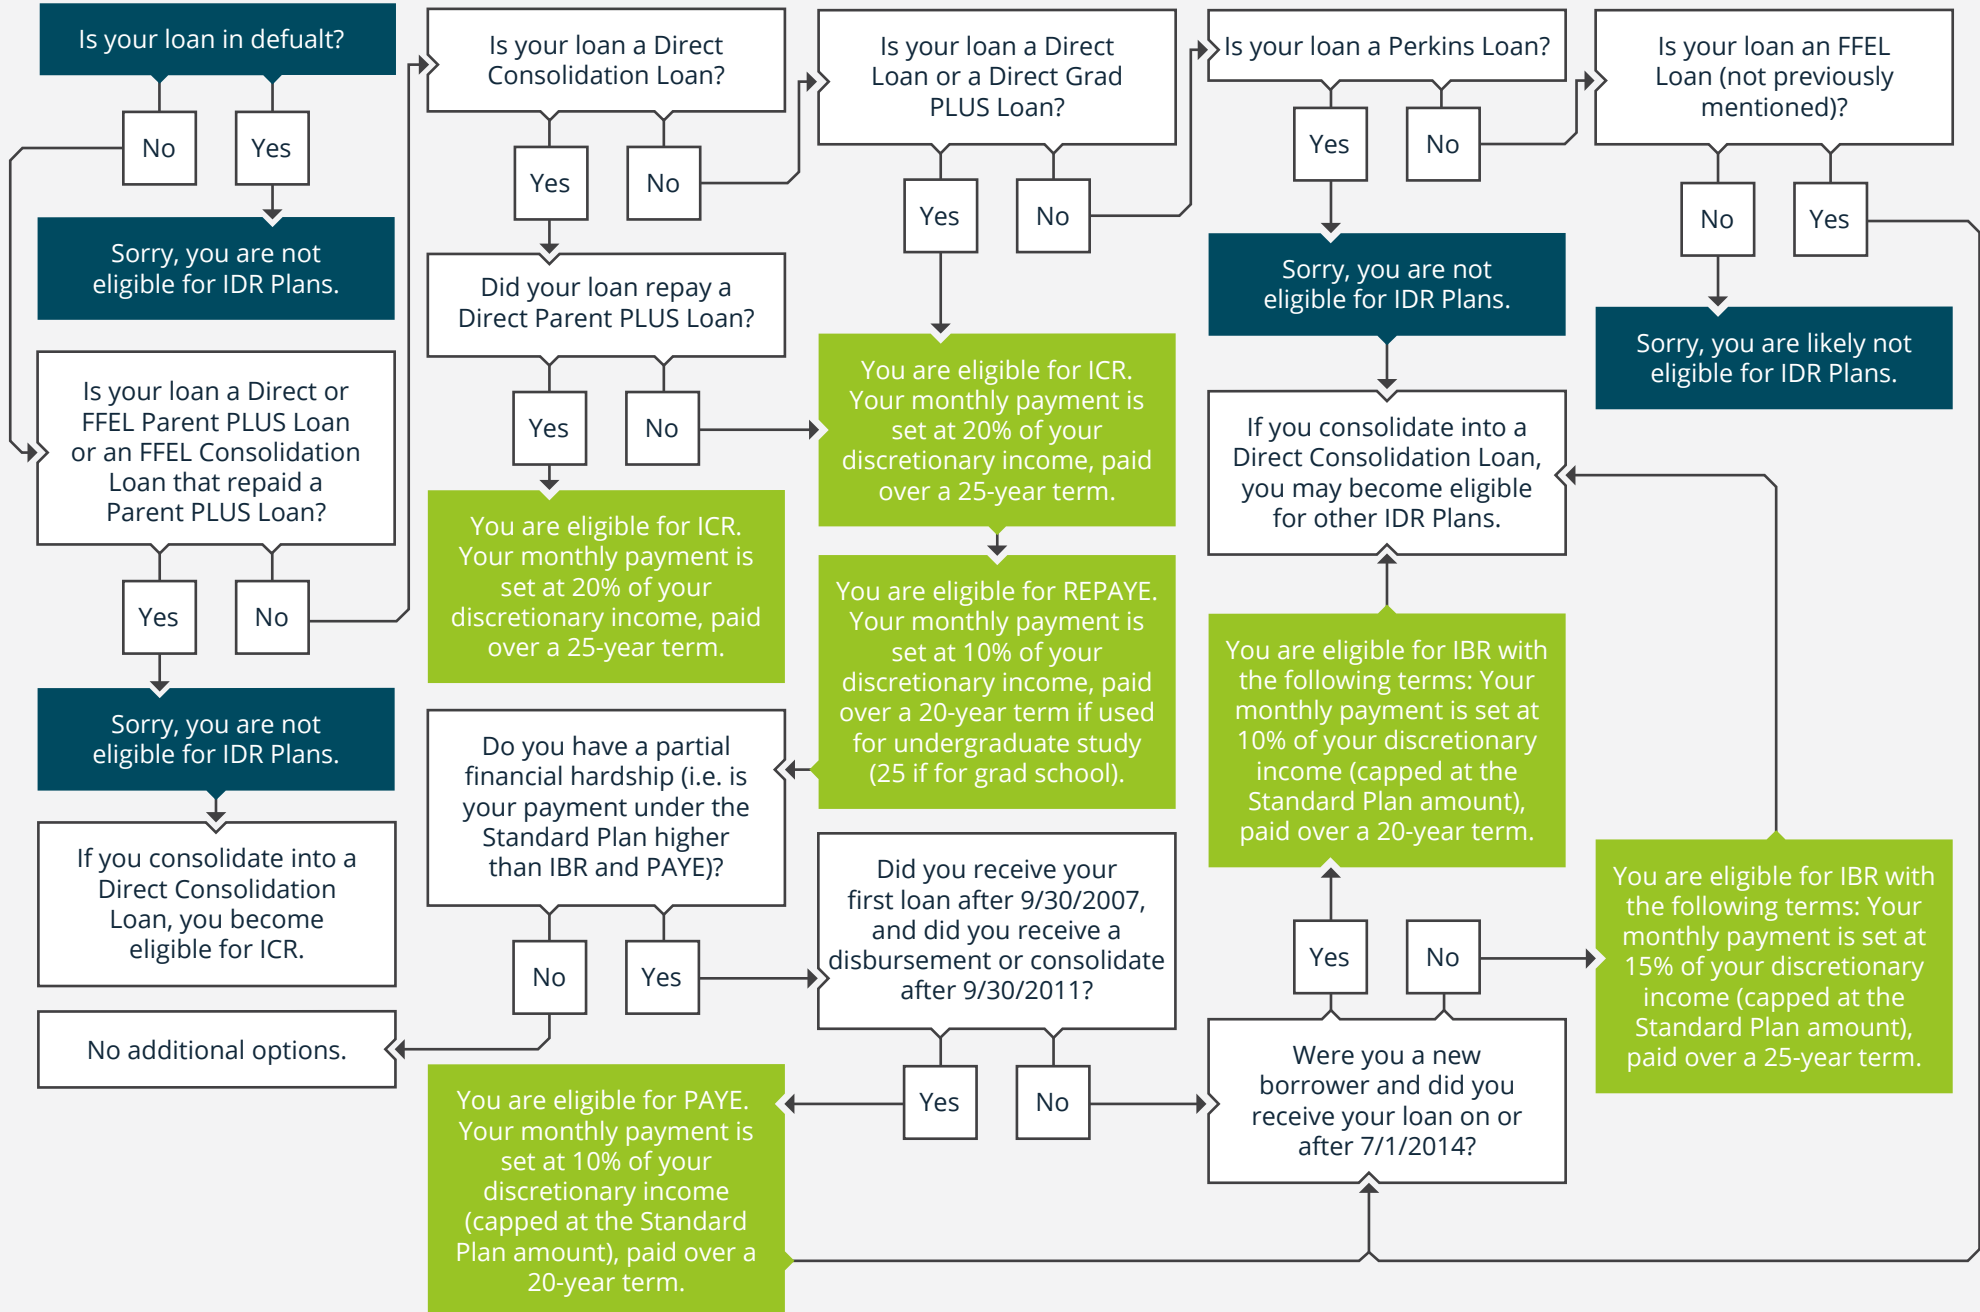 Is your loan in defualt?
No
Yes
Sorry, you are not
eligible for IDR Plans.
Is your loan a Direct or
FFEL Parent PLUS Loan
or an FFEL Consolidation
Loan that repaid a
Parent PLUS Loan?
Yes
No
Sorry, you are not
eligible for IDR Plans.
If you consolidate into a
Direct Consolidation
Loan, you become
eligible for ICR.
No additional options.
Is your loan a Direct
Consolidation Loan?
Yes
No
Did your loan repay a
Direct Parent PLUS Loan?
Yes
No
You are eligible for ICR.
Your monthly payment is
set at 20% of your
discretionary income, paid
over a 25-year term.
Do you have a partial
financial hardship (i.e. is
your payment under the
Standard Plan higher
than IBR and PAYE)?
No
Yes
You are eligible for PAYE.
Your monthly payment is
set at 10% of your
discretionary income
(capped at the Standard
Plan amount), paid over a
20-year term.
Is your loan a Direct
Loan or a Direct Grad
PLUS Loan?
Yes
No
You are eligible for ICR.
Your monthly payment is
set at 20% of your
discretionary income, paid
over a 25-year term.
You are eligible for REPAYE.
Your monthly payment is
set at 10% of your
discretionary income, paid
over a 20-year term if used
for undergraduate study
(25 if for grad school).
Did you receive your
first loan after 9/30/2007,
and did you receive a
disbursement or consolidate
after 9/30/2011?
Yes
No
Is your loan a Perkins Loan?
Yes
No
Sorry, you are not
eligible for IDR Plans.
If you consolidate into a
Direct Consolidation Loan,
you may become eligible
for other IDR Plans.
You are eligible for IBR with
the following terms: Your
monthly payment is set at
10% of your discretionary
income (capped at the
Standard Plan amount),
paid over a 20-year term.
Yes
No
Were you a new
borrower and did you
receive your loan on or
after 7/1/2014?
Is your loan an FFEL
Loan (not previously
mentioned)?
No
Yes
Sorry, you are likely not
eligible for IDR Plans.
You are eligible for IBR with
the following terms: Your
monthly payment is set at
15% of your discretionary
income (capped at the
Standard Plan amount),
paid over a 25-year term.